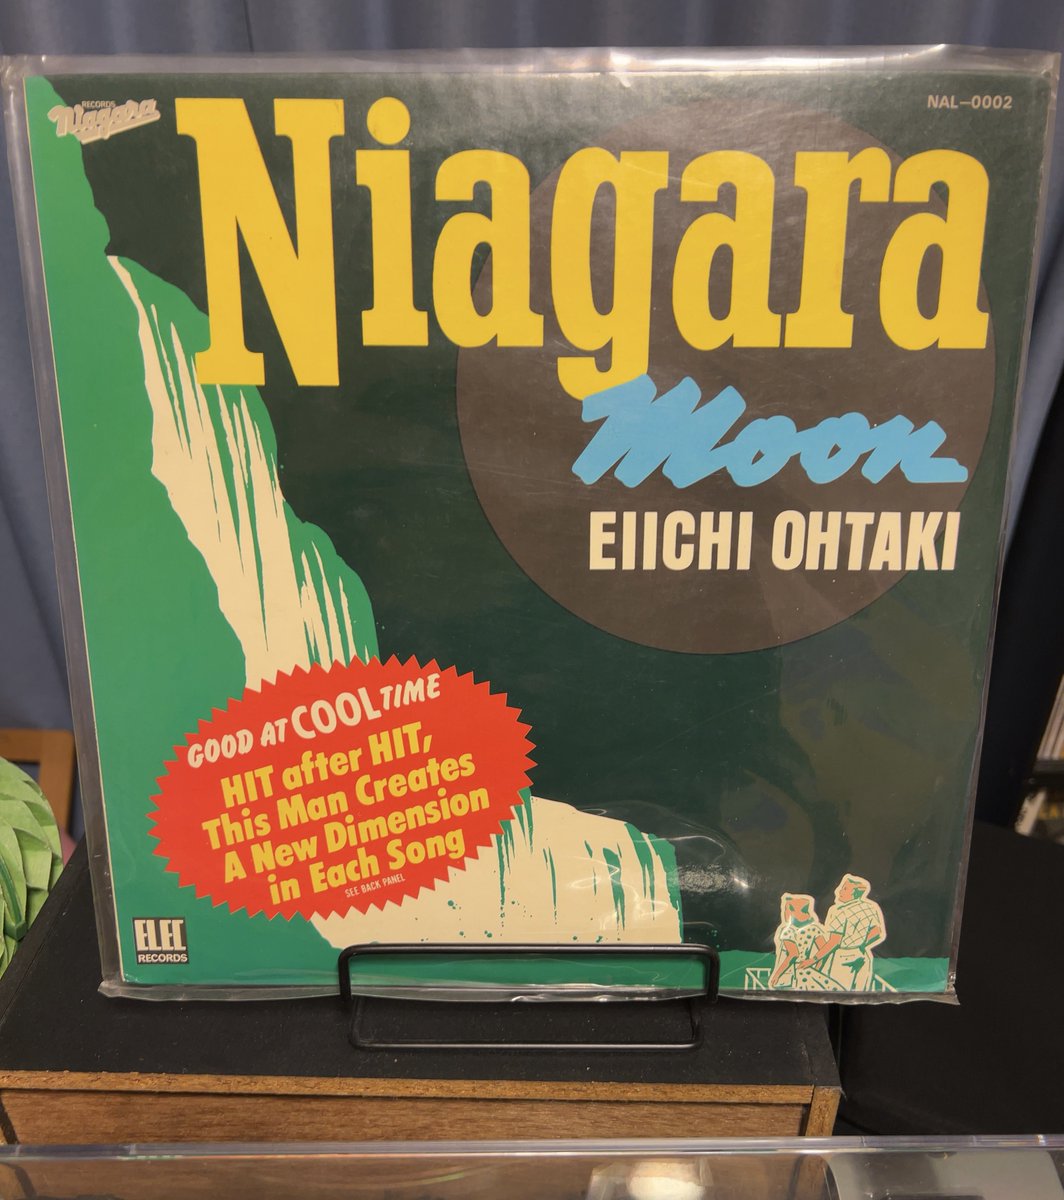 RECORDS
Niagara
NAL-0002
Niagara
Moon
EIICHI OHTAKI
GOOD AT COOL TIME
HIT after HIT,
This Man Creates
A New Dimension
in Each Song
SEE BACK PANEL
ELEC
RECORDS